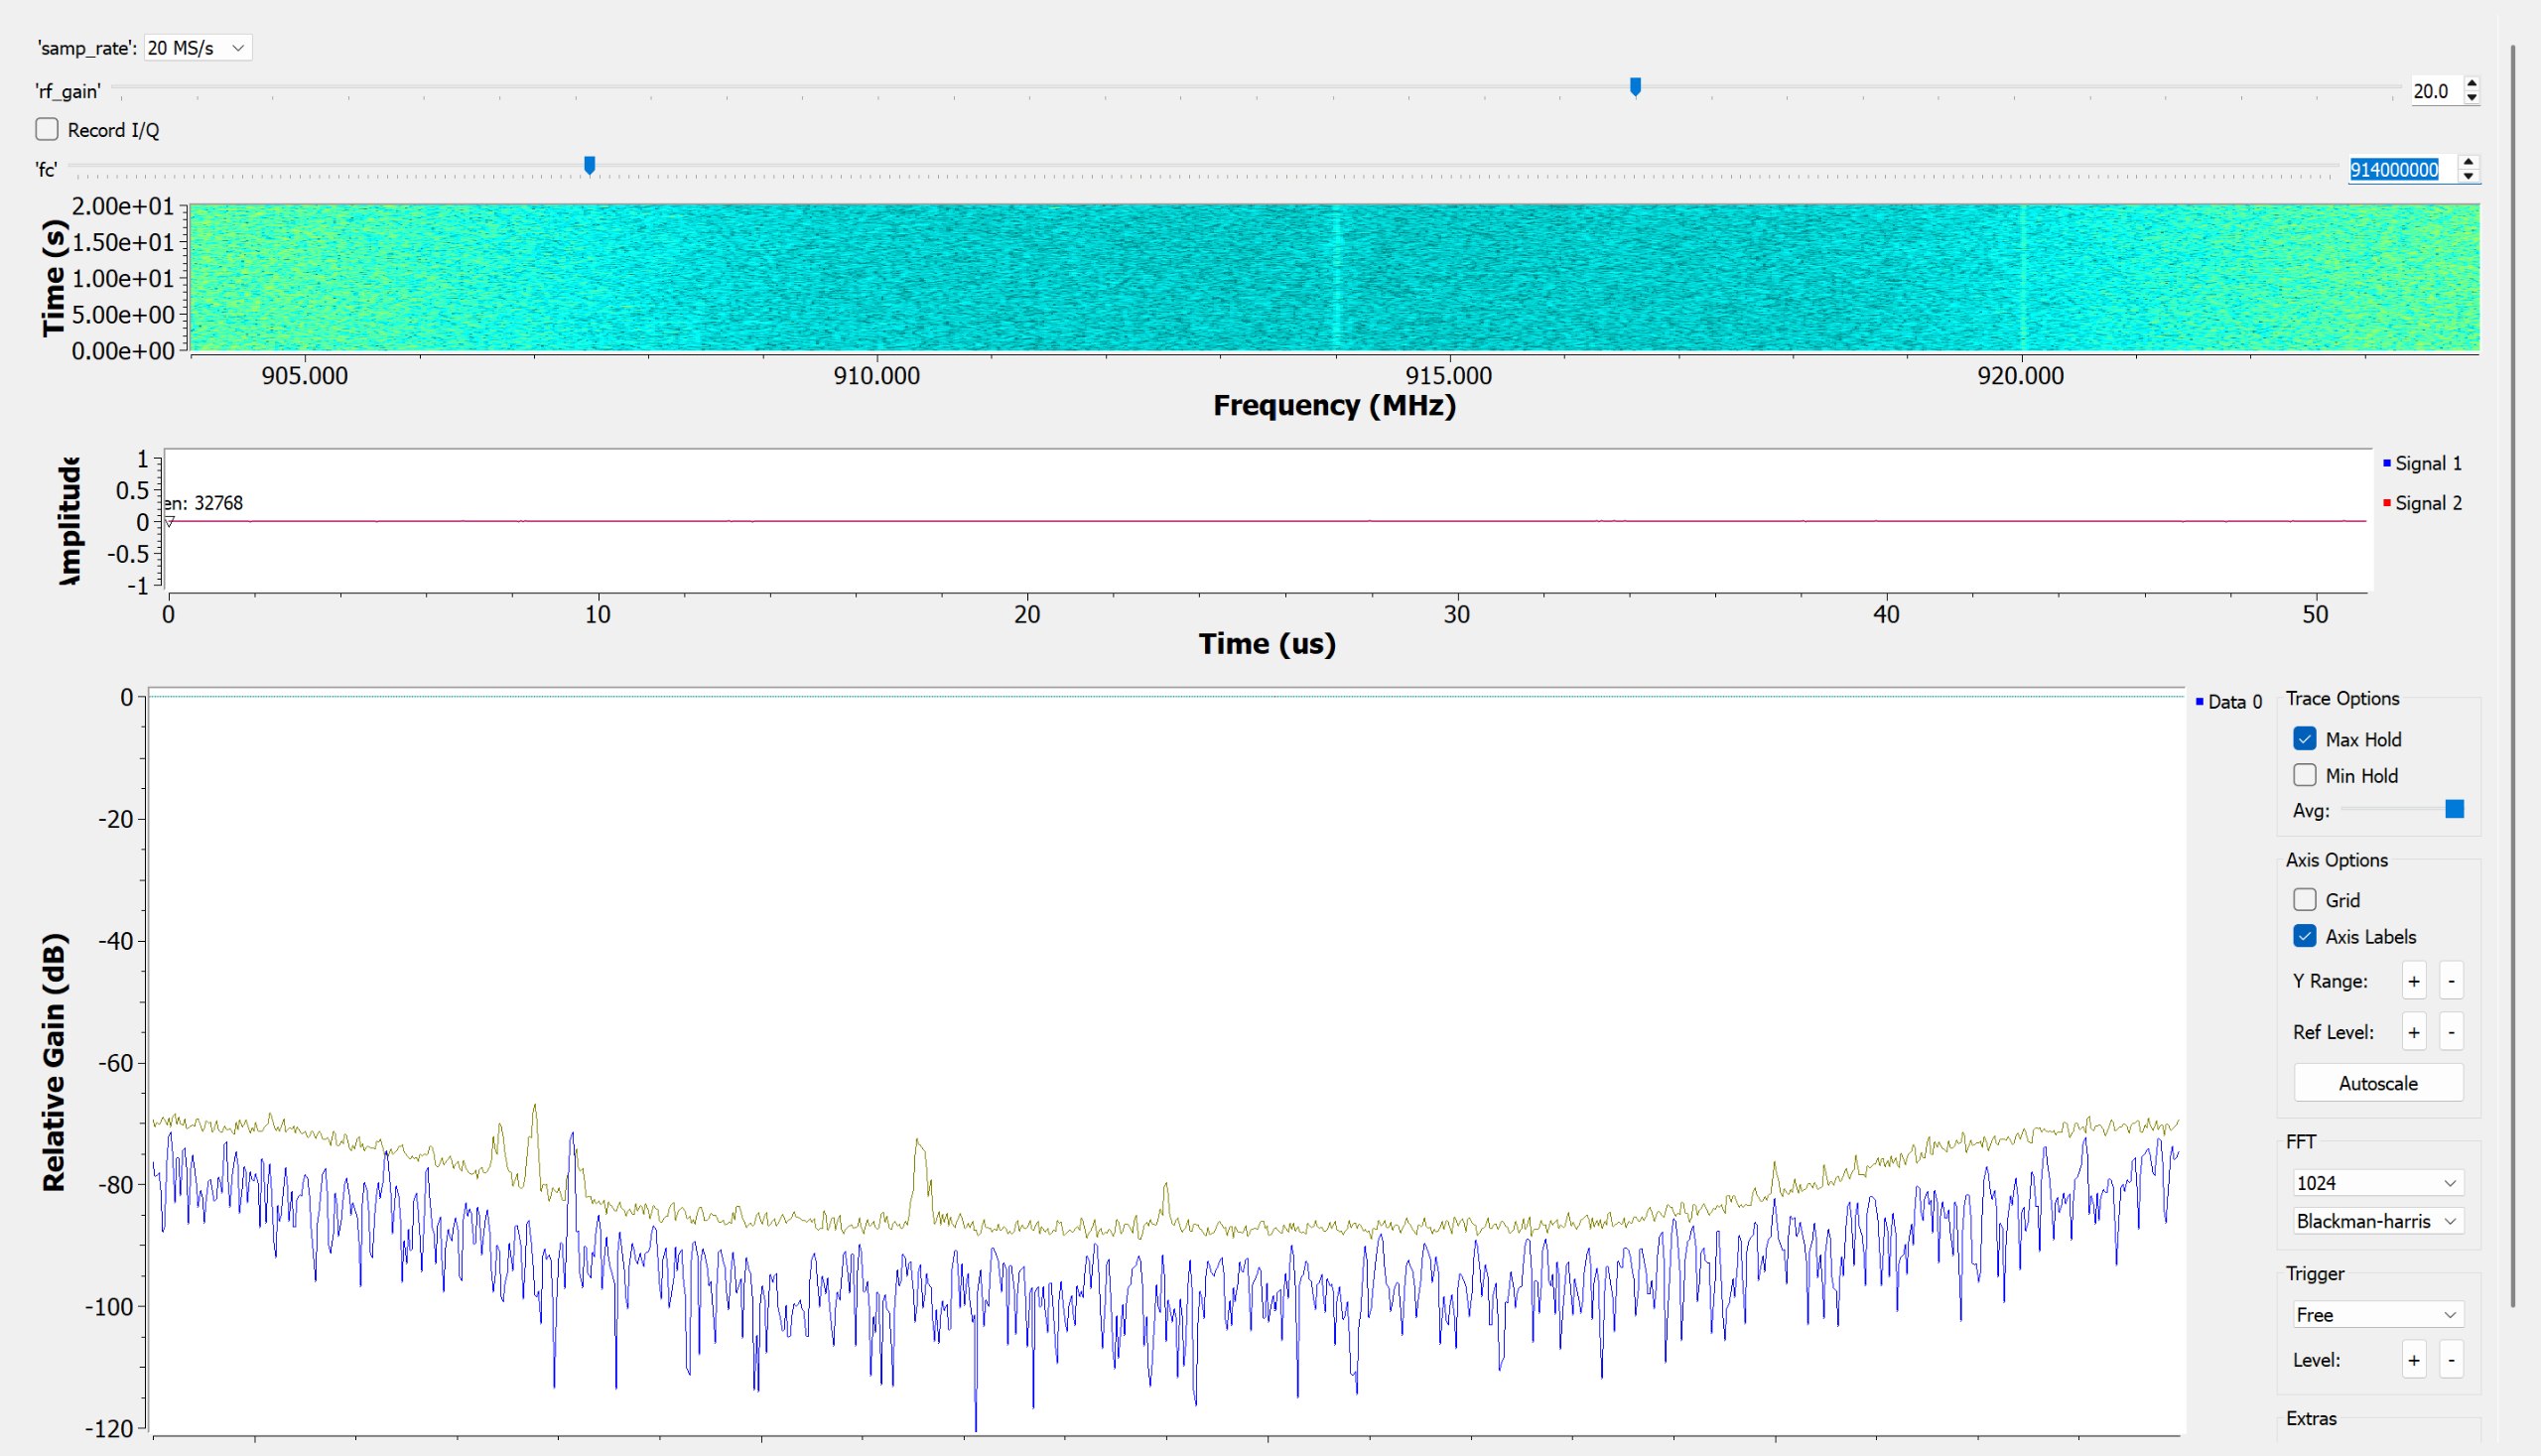 'samp_rate': 20 MS/s
'rf_gain' 20.0
Record I/Q
'fc' 914000000
Time (s)
2.00e+01
1.50e+01
1.00e+01
5.00e+00
0.00e+00
905.000 910.000 915.000 920.000
Frequency (MHz)
Amplitude
1
0.5
0
-0.5
-1
en: 32768
Signal 1
Signal 2
0 10 20 30 40 50
Time (us)
Relative Gain (dB)
0
-20
-40
-60
-80
-100
-120
Data 0
Trace Options
Max Hold
Min Hold
Avg:
Axis Options
Grid
Axis Labels
Y Range: + -
Ref Level: + -
Autoscale
FFT
1024
Blackman-harris
Trigger
Free
Level: + -
Extras